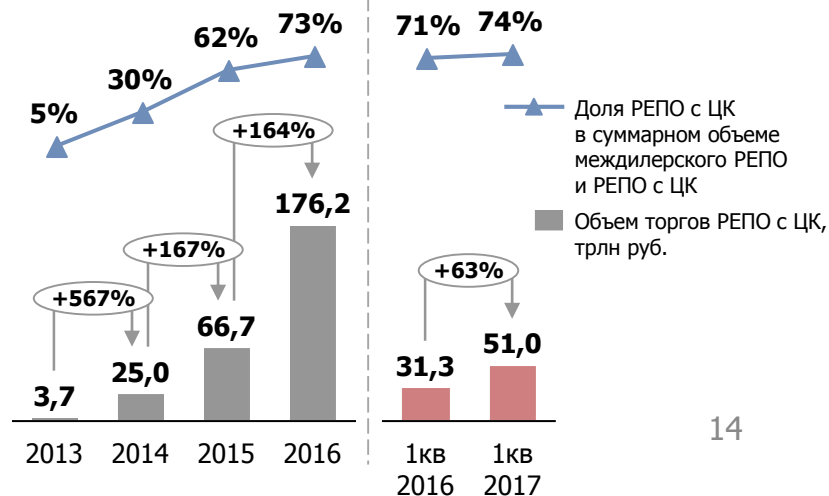 5%
30%
62%
73%
71%
74%
+567%
+167%
+164%
+63%
3,7
25,0
66,7
176,2
31,3
51,0
2013
2014
2015
2016
1кв
2016
1кв
2017
Доля РЕПО с ЦК
в суммарном объеме
междилерского РЕПО
и РЕПО с ЦК
Объем торгов РЕПО с ЦК,
трлн руб.
14